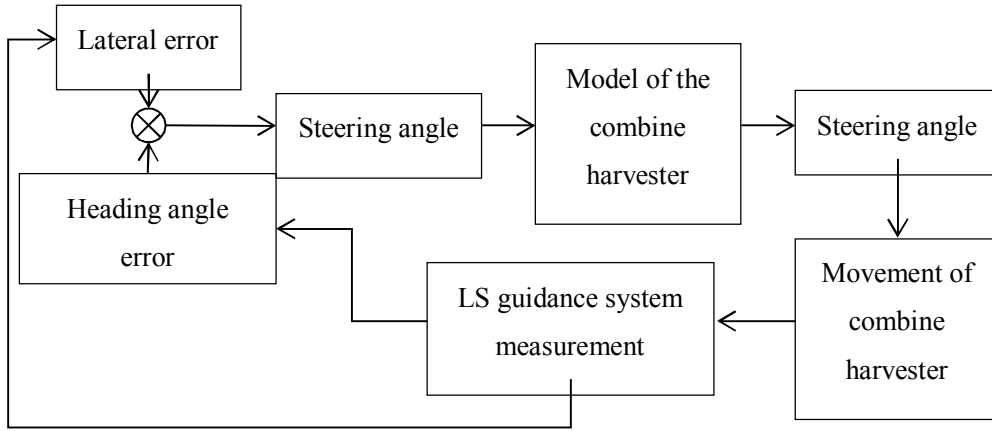 Lateral error
Steering angle
Model of the
combine
harvester
Steering angle
Heading angle
error
LS guidance system
measurement
Movement of
combine
harvester